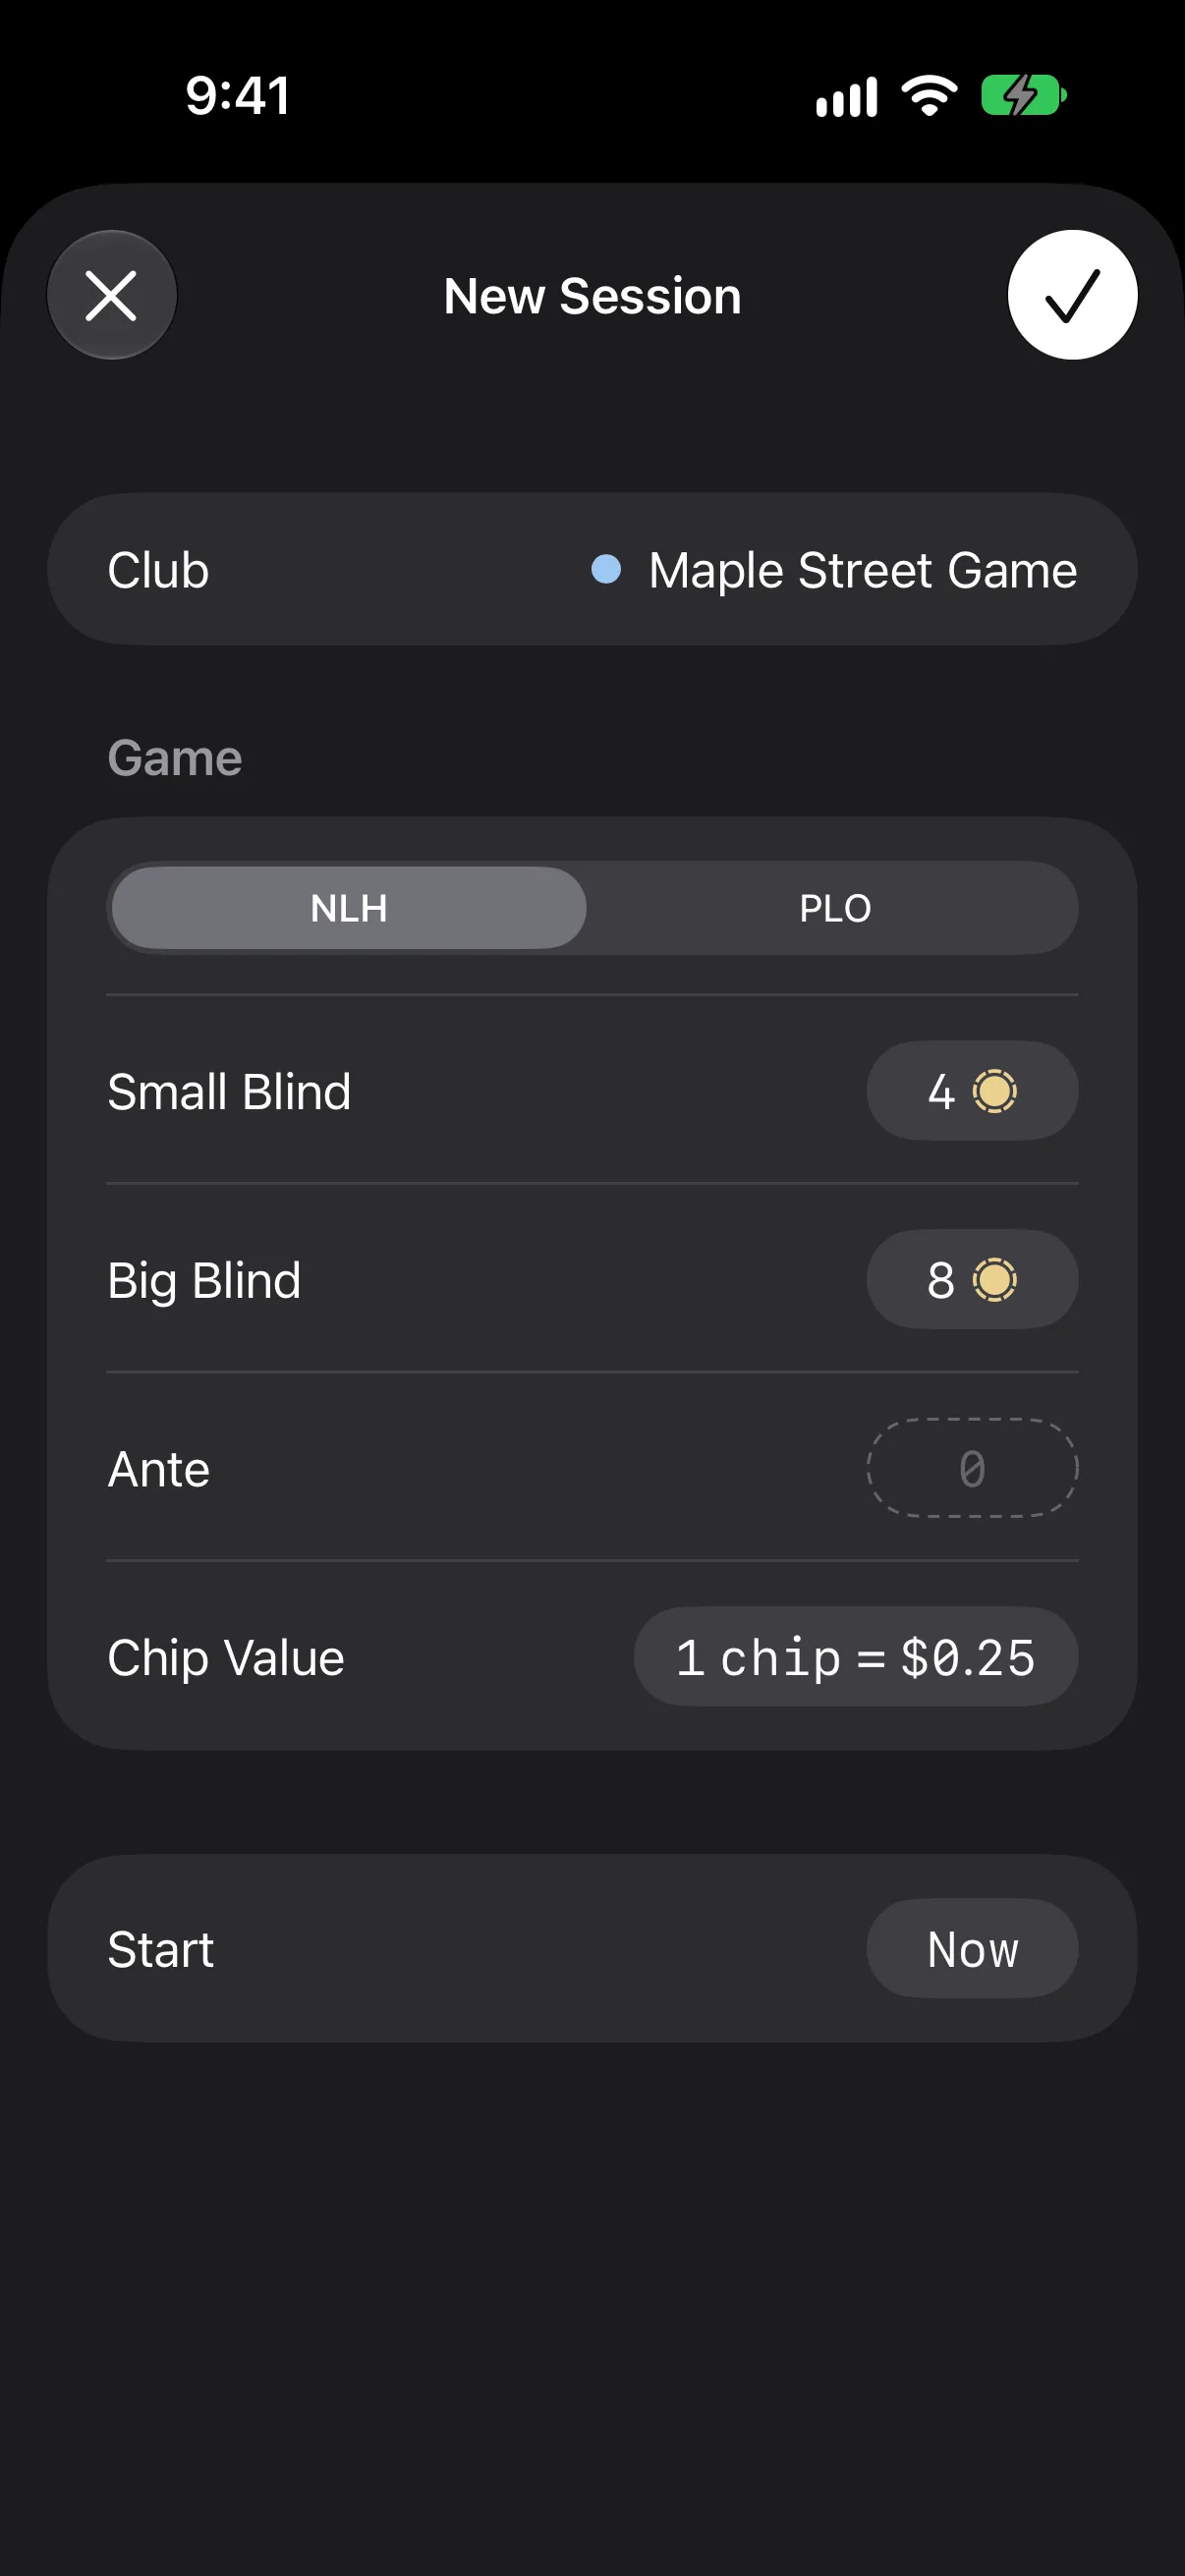 9:41
New Session
Club Maple Street Game
Game
NLH PLO
Small Blind 4
Big Blind 8
Ante 0
Chip Value 1 chip = $0.25
Start Now